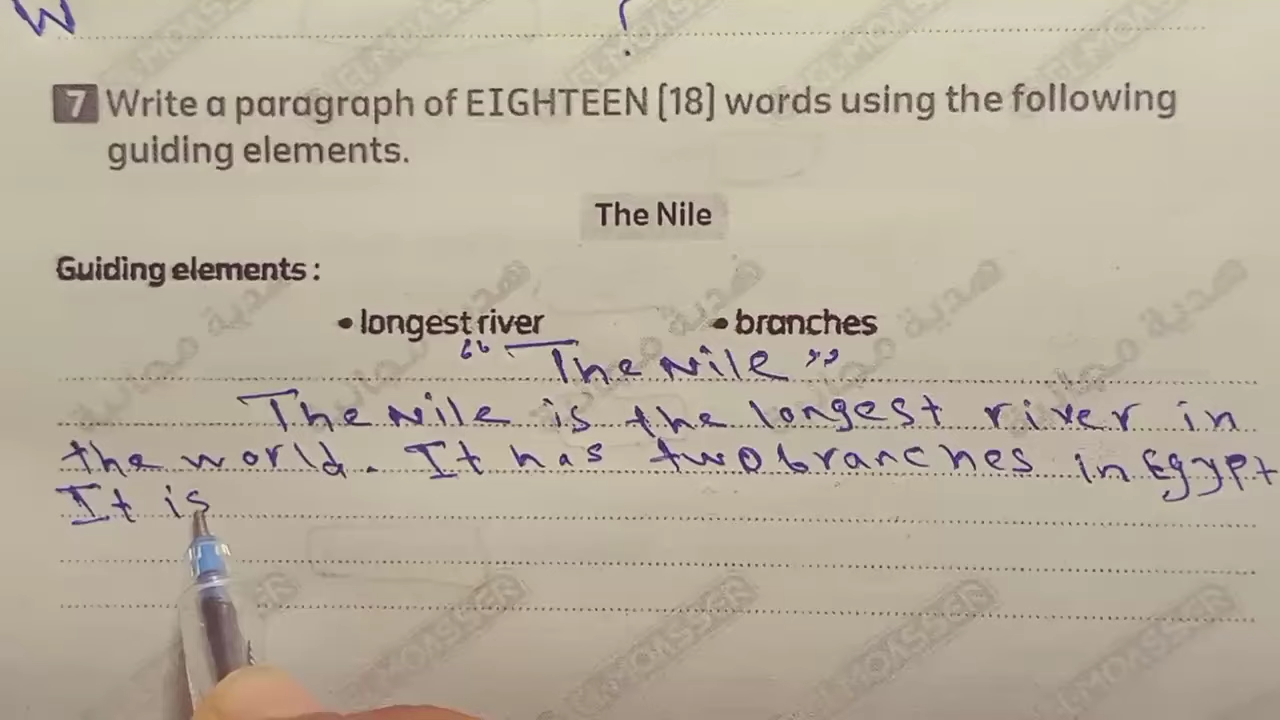 W ?
7 Write a paragraph of EIGHTEEN (18) words using the following
guiding elements.
The Nile
Guiding elements :
• longest river • branches
"The Nile"
The Nile is the longest river in
the world. It has two branches in Egypt
It is